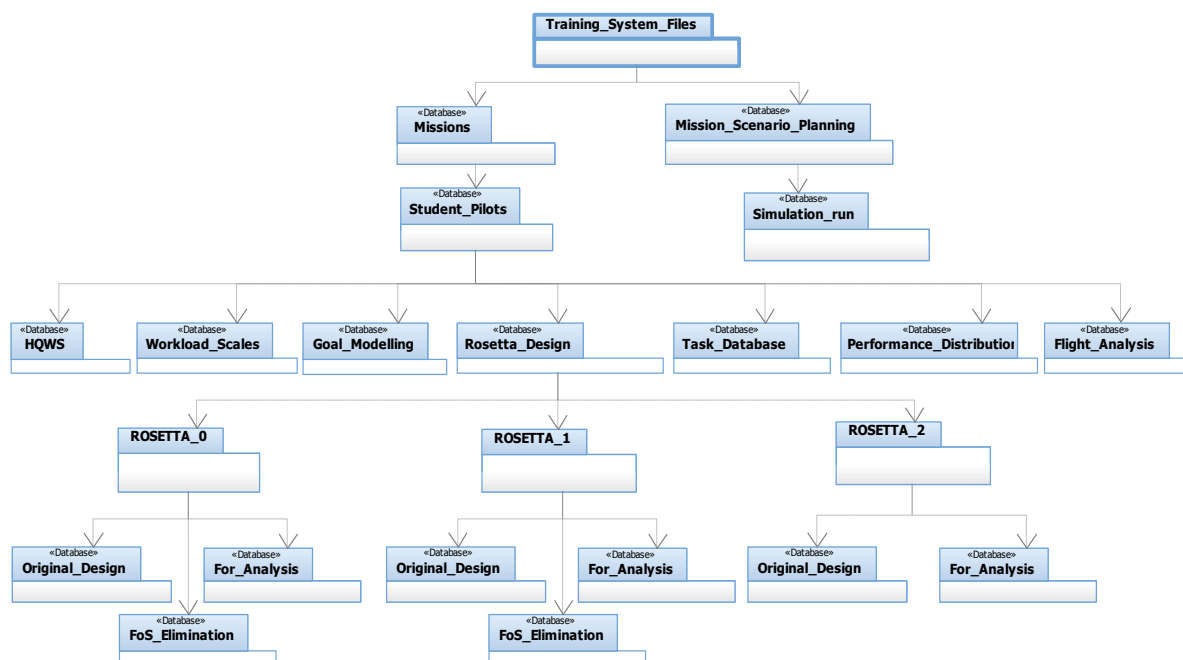 Training_System_Files
«Database»
Missions
«Database»
Mission_Scenario_Planning
«Database»
Student_Pilots
«Database»
Simulation_run
«Database»
HQWS
«Database»
Workload_Scales
«Database»
Goal_Modelling
«Database»
Rosetta_Design
«Database»
Task_Database
«Database»
Performance_Distribution
«Database»
Flight_Analysis
ROSETTA_0
ROSETTA_1
ROSETTA_2
«Database»
Original_Design
«Database»
For_Analysis
«Database»
Original_Design
«Database»
For_Analysis
«Database»
Original_Design
«Database»
For_Analysis
«Database»
FoS_Elimination
«Database»
FoS_Elimination